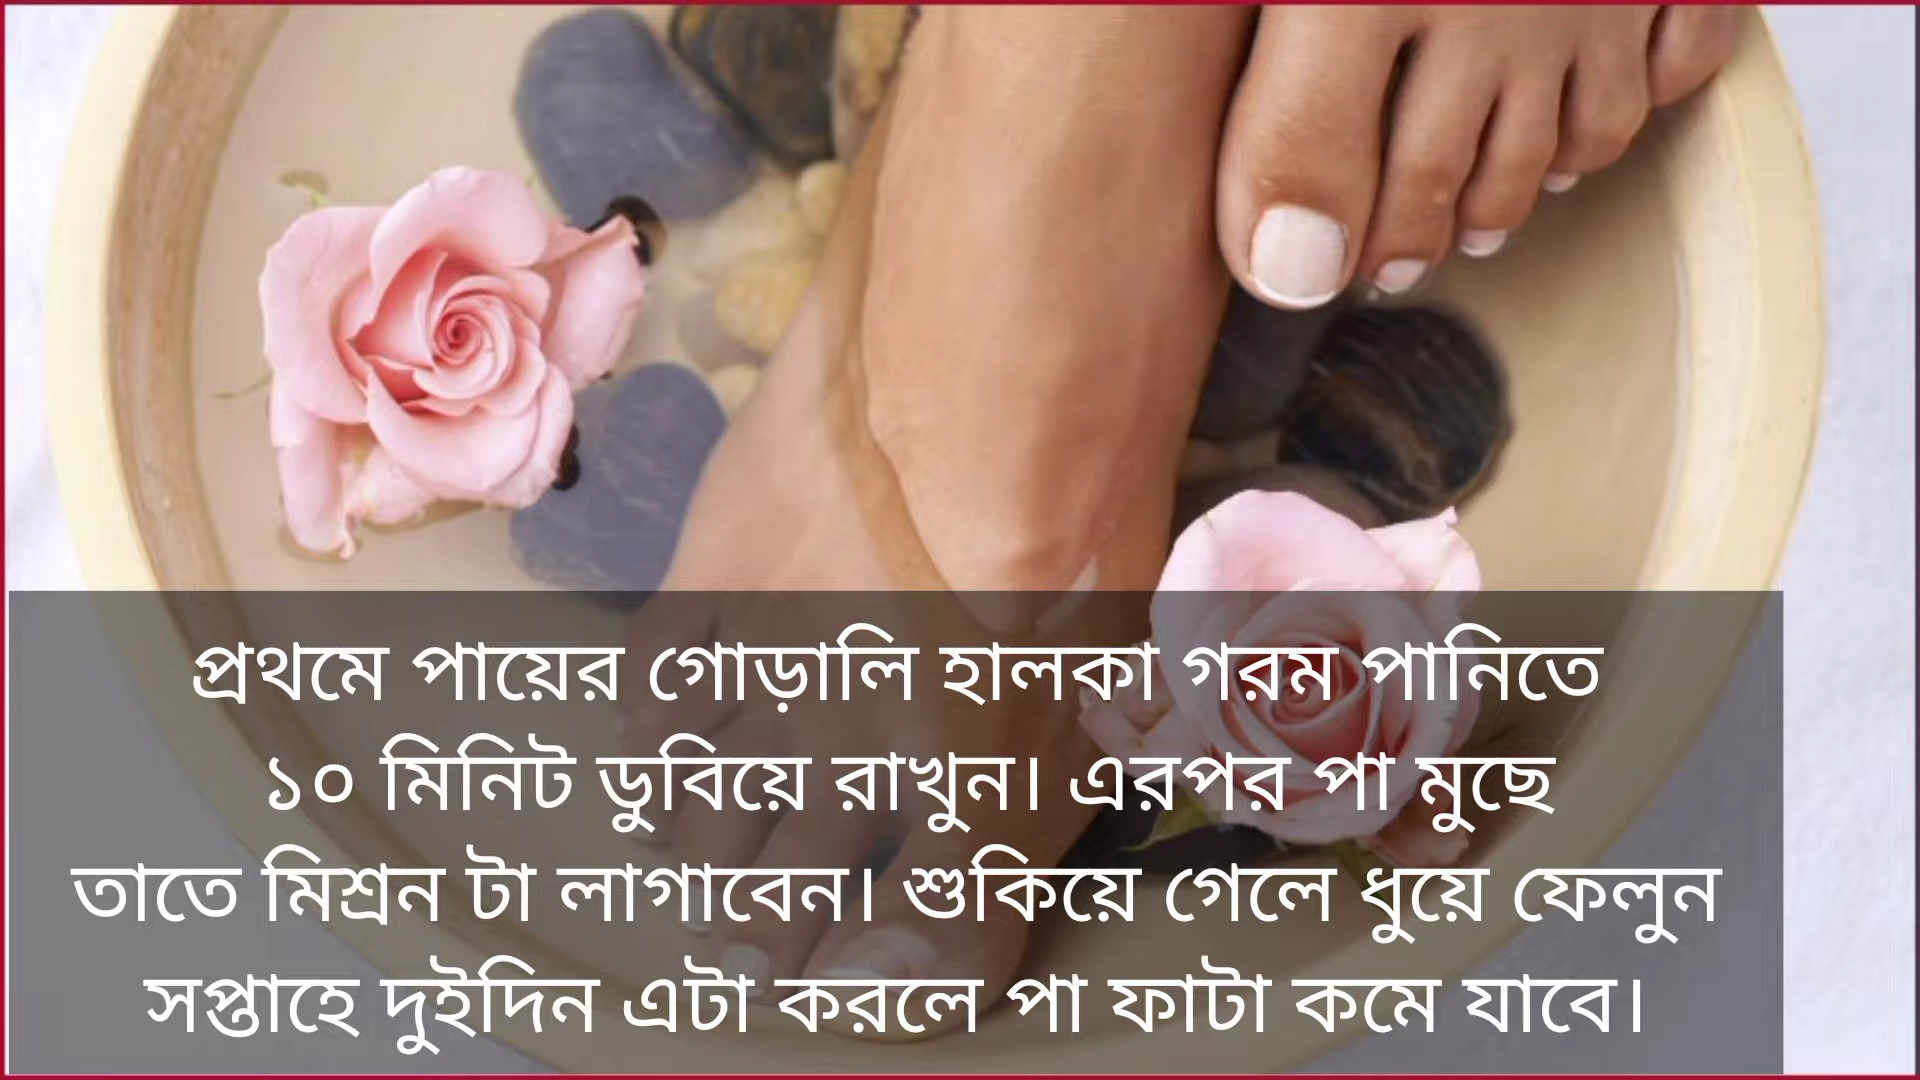 প্রথমে পায়ের গোড়ালি হালকা গরম পানিতে
১০ মিনিট ডুবিয়ে রাখুন। এরপর পা মুছে
তাতে মিশ্রন টা লাগাবেন। শুকিয়ে গেলে ধুয়ে ফেলুন
সপ্তাহে দুইদিন এটা করলে পা ফাটা কমে যাবে।